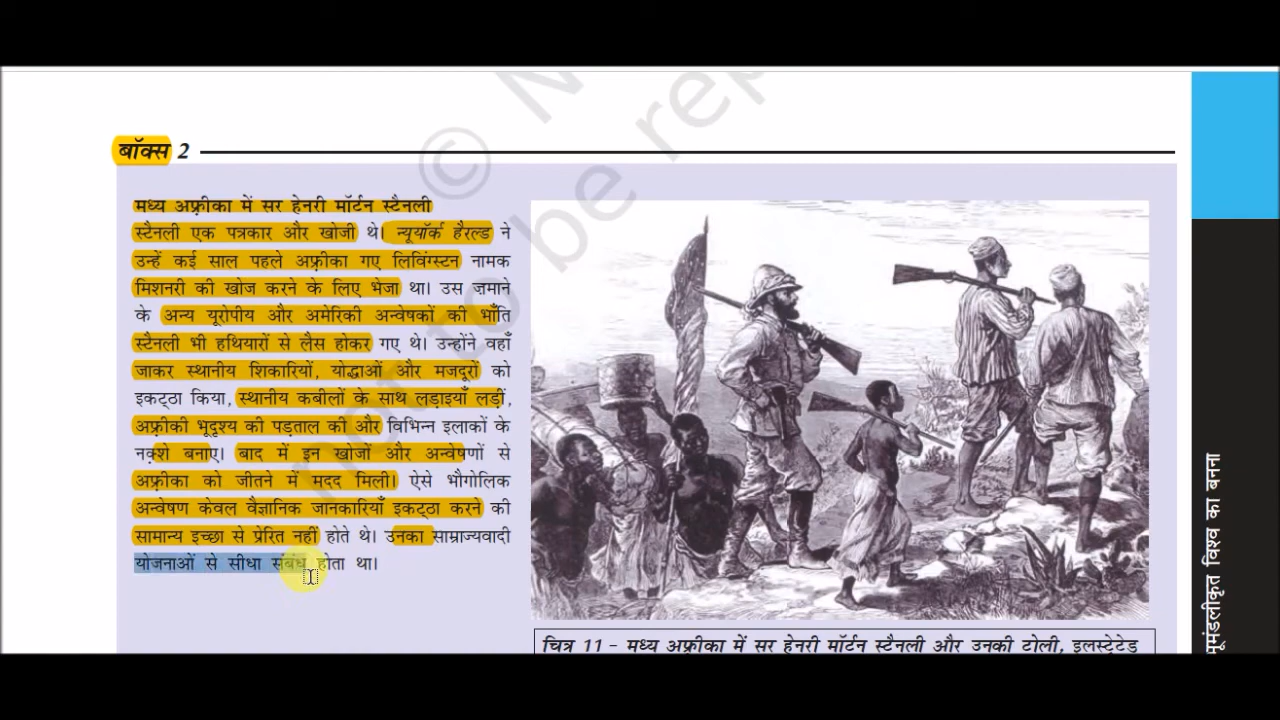 © N
not to be rep
बॉक्स 2
मध्य अफ़्रीका में सर हेनरी मॉर्टन स्टैनली
स्टैनली एक पत्रकार और खोजी थे। न्यूयॉर्क हैरल्ड ने
उन्हें कई साल पहले अफ़्रीका गए लिविंग्स्टन नामक
मिशनरी की खोज करने के लिए भेजा था। उस ज़माने
के अन्य यूरोपीय और अमेरिकी अन्वेषकों की भाँति
स्टैनली भी हथियारों से लैस होकर गए थे। उन्होंने वहाँ
जाकर स्थानीय शिकारियों, योद्धाओं और मजदूरों को
इकट्ठा किया, स्थानीय कबीलों के साथ लड़ाइयाँ लड़ीं,
अफ़्रीकी भूदृश्य की पड़ताल की और विभिन्न इलाकों के
नक़्शे बनाए। बाद में इन खोजों और अन्वेषणों से
अफ़्रीका को जीतने में मदद मिली। ऐसे भौगोलिक
अन्वेषण केवल वैज्ञानिक जानकारियाँ इकट्ठा करने की
सामान्य इच्छा से प्रेरित नहीं होते थे। उनका साम्राज्यवादी
योजनाओं से सीधा संबंध होता था।
चित्र 11 – मध्य अफ़्रीका में सर हेनरी मॉर्टन स्टैनली और उनकी टोली, इलस्ट्रेटेड
भूमंडलीकृत विश्व का बनना